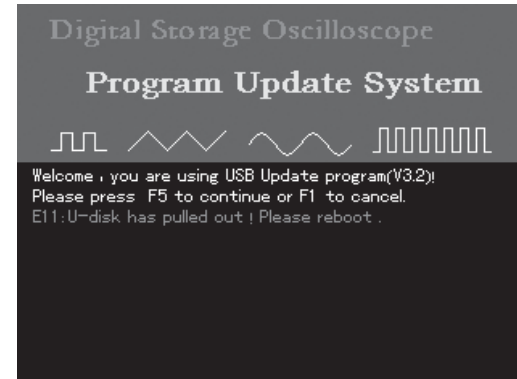 Digital Storage Oscilloscope
Program Update System
Welcome , you are using USB Update program(V3.2)!
Please press  F5 to continue or F1 to cancel.
E11:U-disk has pulled out ! Please reboot .